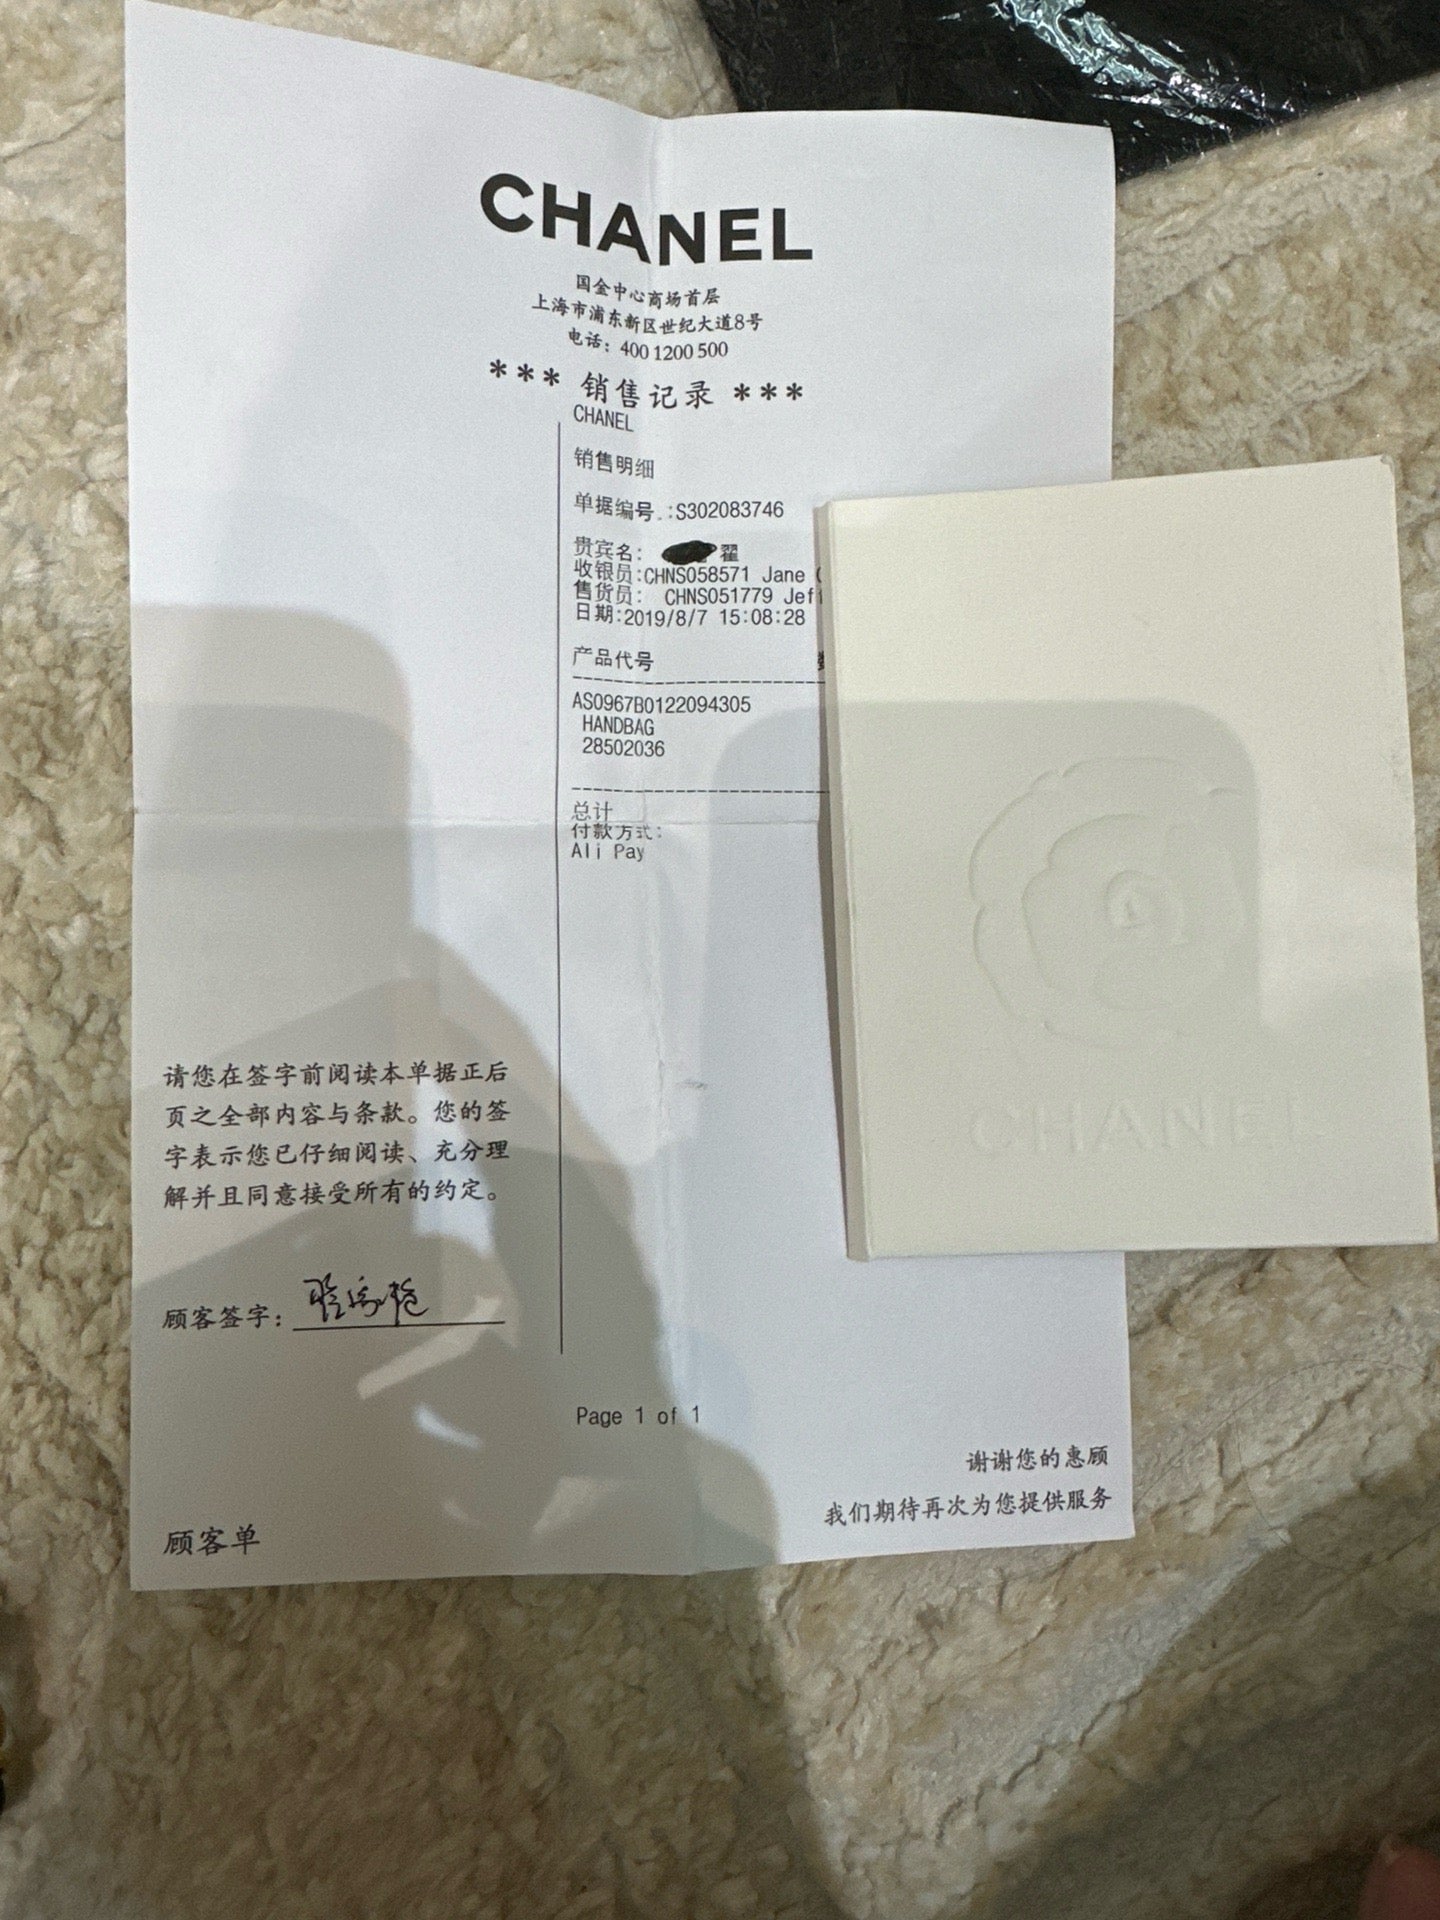 CHANEL
国金中心商场首层
上海市浦东新区世纪大道8号
电话: 400 1200 500
*** 销售记录 ***
CHANEL
销售明细
单据编号.:S302083746
贵宾名: 翟
收银员:CHNS058571 Jane
售货员: CHNS051779 Jef
日期:2019/8/7 15:08:28
产品代号
AS0967B0122094305
HANDBAG
28502036
总计
付款方式:
Ali Pay
CHANEL
请您在签字前阅读本单据正后
页之全部内容与条款。您的签
字表示您已仔细阅读、充分理
解并且同意接受所有的约定。
顾客签字:
Page 1 of 1
谢谢您的惠顾
我们期待再次为您提供服务
顾客单